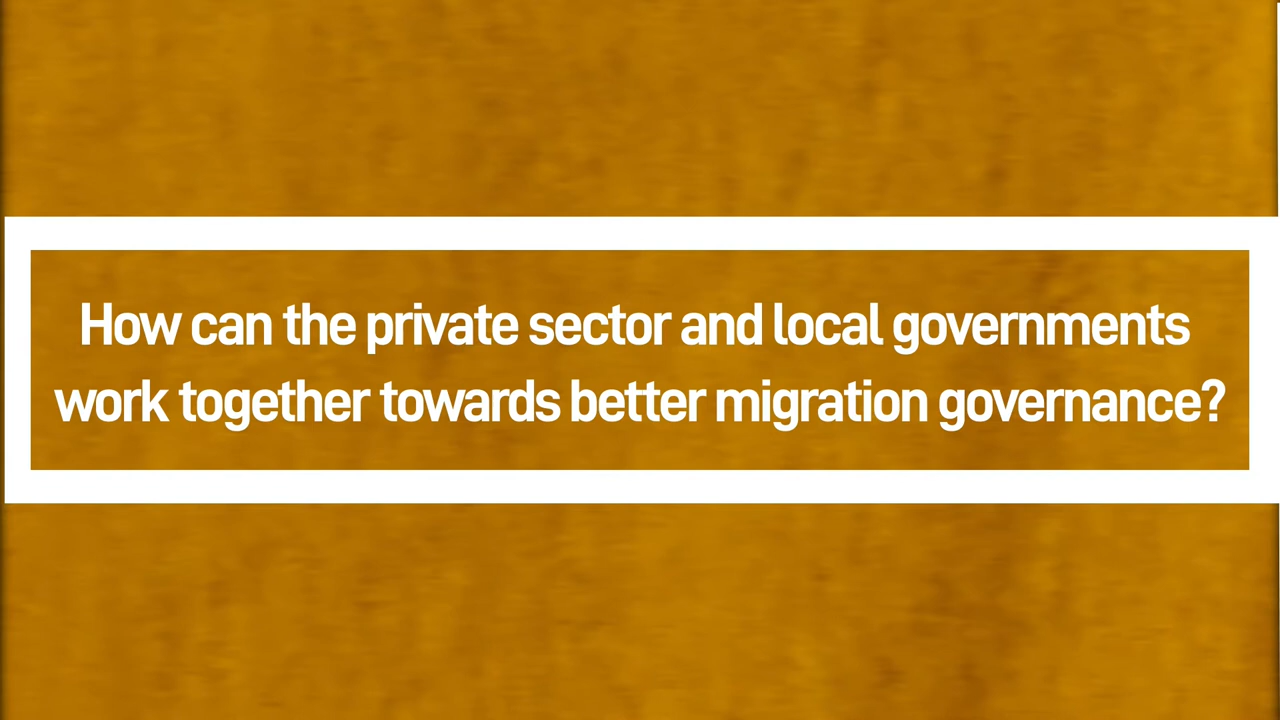 How can the private sector and local governments
work together towards better migration governance?